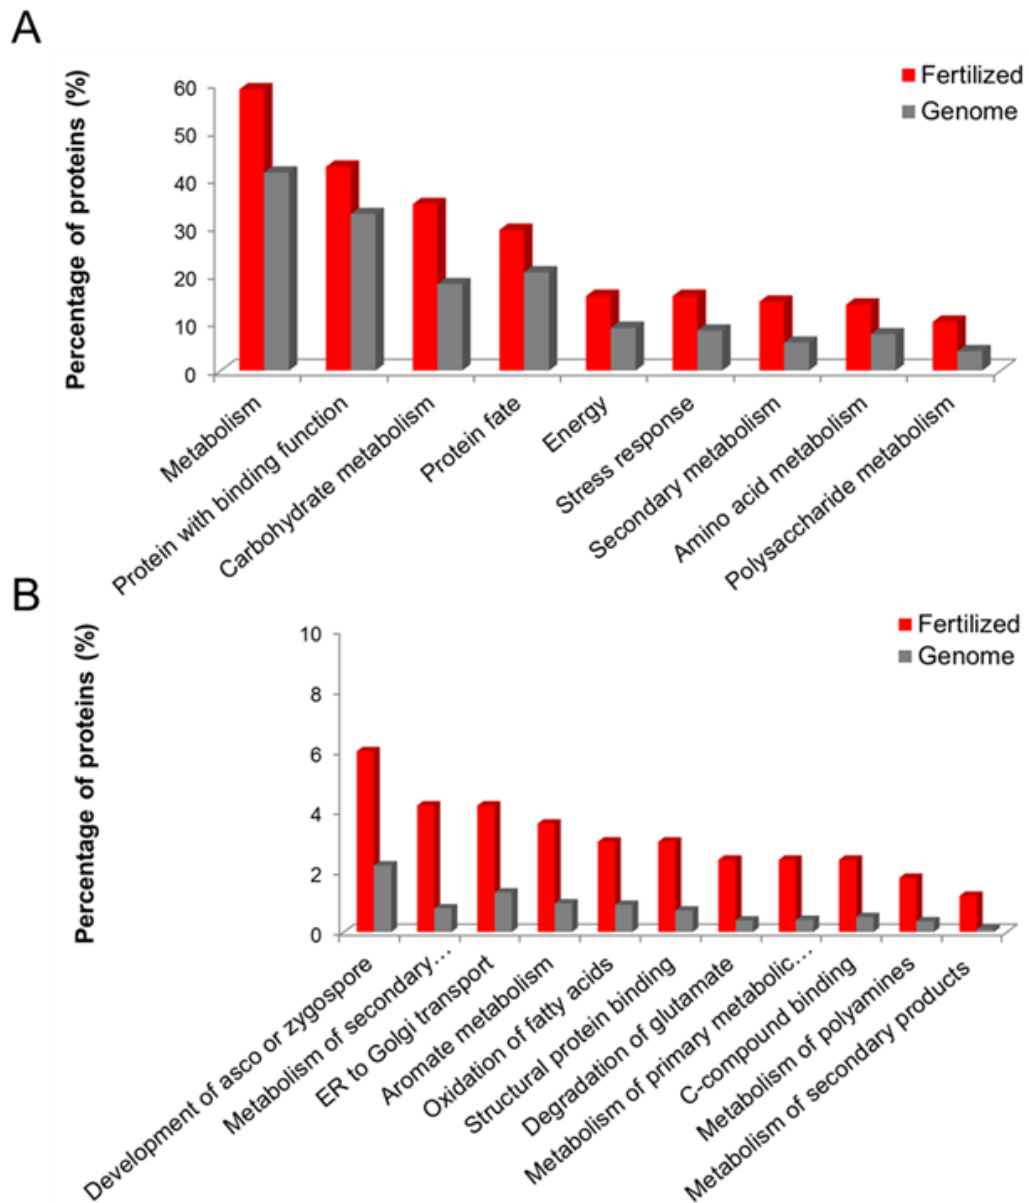 A
Percentage of proteins (%)
Fertilized
Genome
60
50
40
30
20
10
0
Metabolism
Protein with binding function
Carbohydrate metabolism
Protein fate
Energy
Stress response
Secondary metabolism
Amino acid metabolism
Polysaccharide metabolism
B
Percentage of proteins (%)
Fertilized
Genome
10
8
6
4
2
0
Development of asco or zygospore
Metabolism of secondary...
ER to Golgi transport
Aromate metabolism
Oxidation of fatty acids
Structural protein binding
Degradation of glutamate
Metabolism of primary metabolic...
C-compound binding
Metabolism of polyamines
Metabolism of secondary products